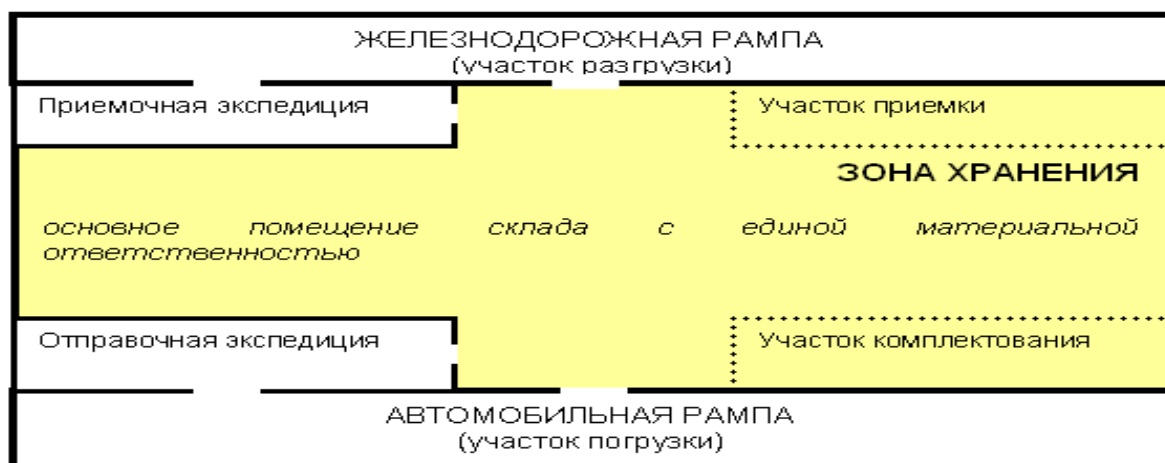 ЖЕЛЕЗНОДОРОЖНАЯ РАМПА
(участок разгрузки)
Приемочная экспедиция
Участок приемки
ЗОНА ХРАНЕНИЯ
основное помещение склада с единой материальной
ответственностью
Отправочная экспедиция
Участок комплектования
АВТОМОБИЛЬНАЯ РАМПА
(участок погрузки)